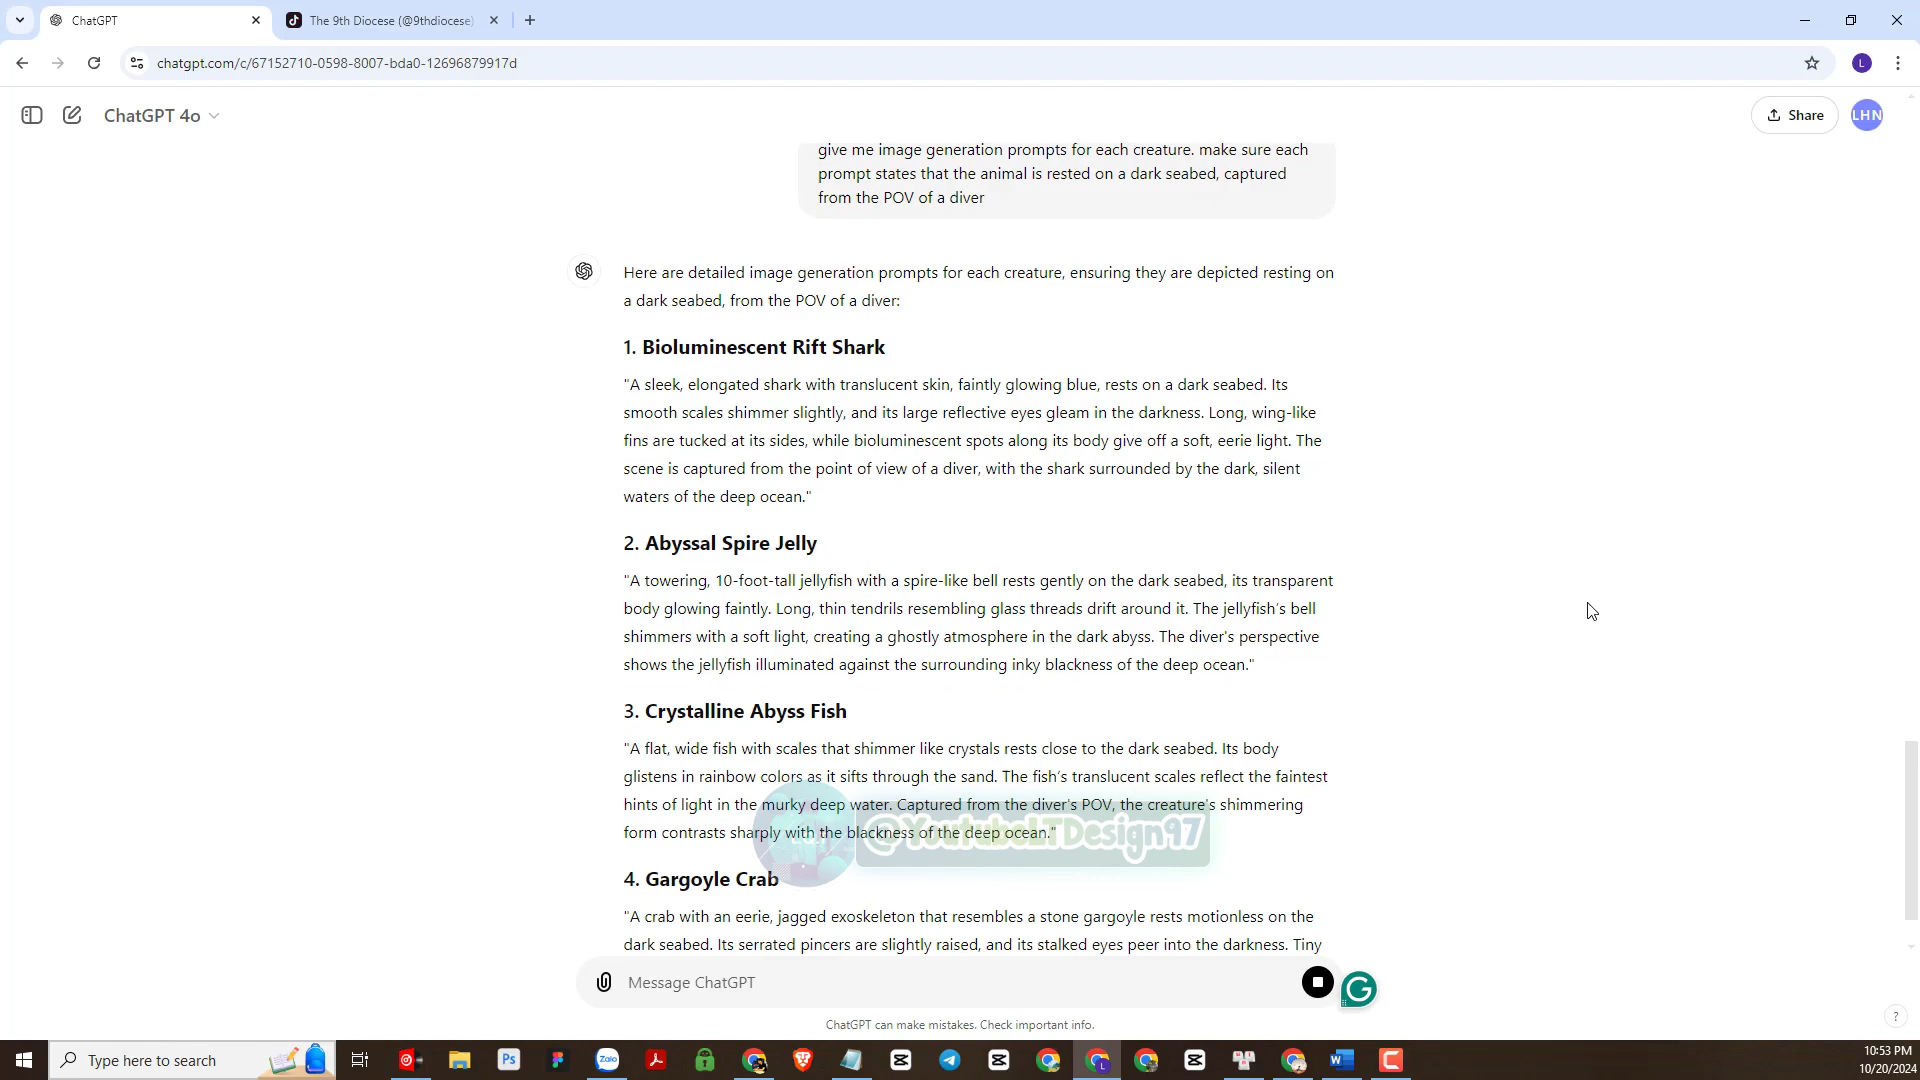 ChatGPT
The 9th Diocese (@9thdiocese)
chatgpt.com/c/67152710-0598-8007-bda0-12696879917d
L
ChatGPT 4o
Share
LHN
give me image generation prompts for each creature. make sure each
prompt states that the animal is rested on a dark seabed, captured
from the POV of a diver
Here are detailed image generation prompts for each creature, ensuring they are depicted resting on
a dark seabed, from the POV of a diver:
1. Bioluminescent Rift Shark
"A sleek, elongated shark with translucent skin, faintly glowing blue, rests on a dark seabed. Its
smooth scales shimmer slightly, and its large reflective eyes gleam in the darkness. Long, wing-like
fins are tucked at its sides, while bioluminescent spots along its body give off a soft, eerie light. The
scene is captured from the point of view of a diver, with the shark surrounded by the dark, silent
waters of the deep ocean."
2. Abyssal Spire Jelly
"A towering, 10-foot-tall jellyfish with a spire-like bell rests gently on the dark seabed, its transparent
body glowing faintly. Long, thin tendrils resembling glass threads drift around it. The jellyfish's bell
shimmers with a soft light, creating a ghostly atmosphere in the dark abyss. The diver's perspective
shows the jellyfish illuminated against the surrounding inky blackness of the deep ocean."
3. Crystalline Abyss Fish
"A flat, wide fish with scales that shimmer like crystals rests close to the dark seabed. Its body
glistens in rainbow colors as it sifts through the sand. The fish's translucent scales reflect the faintest
hints of light in the murky deep water. Captured from the diver's POV, the creature's shimmering
form contrasts sharply with the blackness of the deep ocean."
@YoutubeLTDesign97
4. Gargoyle Crab
"A crab with an eerie, jagged exoskeleton that resembles a stone gargoyle rests motionless on the
dark seabed. Its serrated pincers are slightly raised, and its stalked eyes peer into the darkness. Tiny
Message ChatGPT
ChatGPT can make mistakes. Check important info.
?
Type here to search
Ps
Zalo
L
W
10:53 PM
10/20/2024